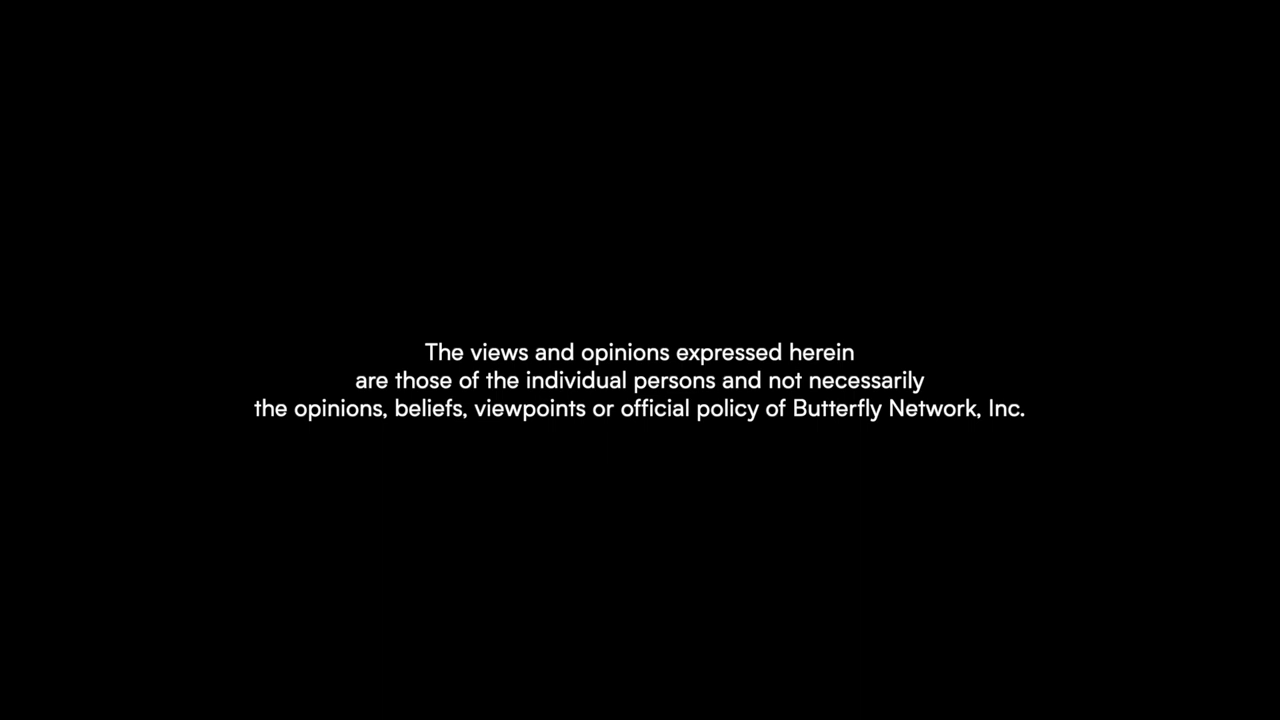 The views and opinions expressed herein
are those of the individual persons and not necessarily
the opinions, beliefs, viewpoints or official policy of Butterfly Network, Inc.